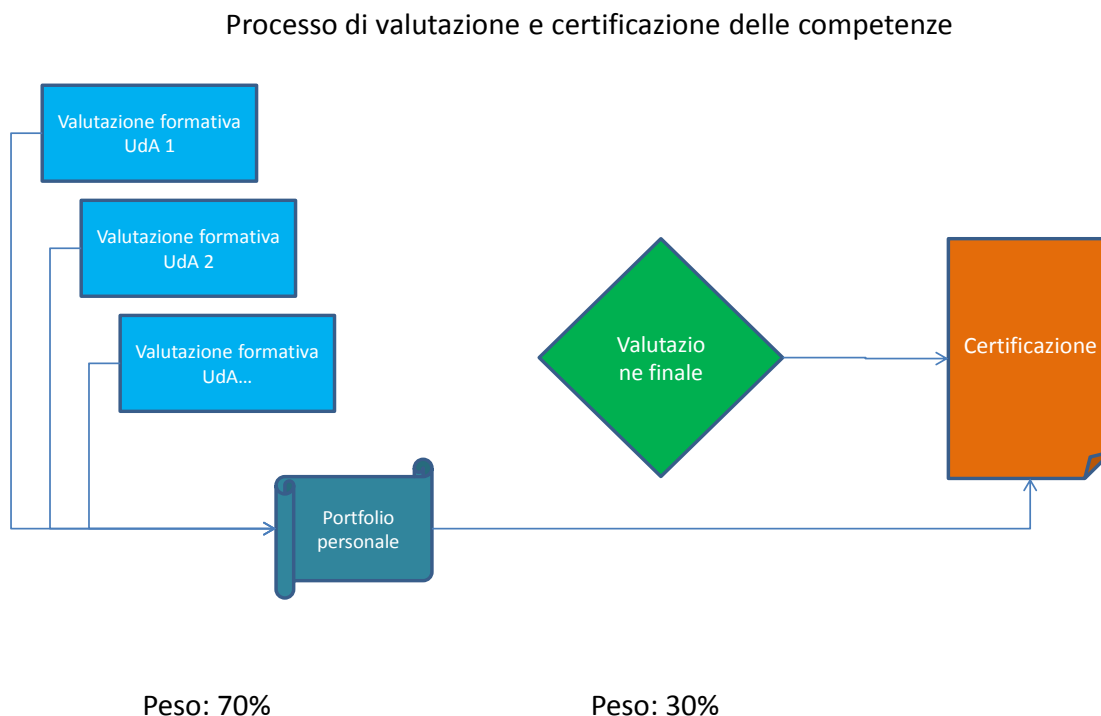 Processo di valutazione e certificazione delle competenze
Valutazione formativa
UdA 1
Valutazione formativa
UdA 2
Valutazione formativa
UdA...
Valutazio
ne finale
Certificazione
Portfolio
personale
Peso: 70%
Peso: 30%